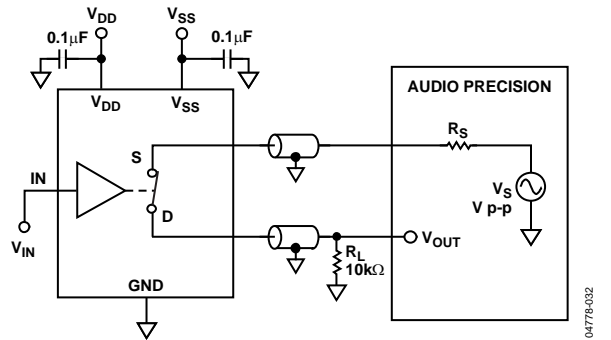 VDD
VSS
0.1µF
0.1µF
VDD
VSS
AUDIO PRECISION
RS
S
IN
VS
V p-p
D
VOUT
VIN
RL
10kΩ
GND
04778-032